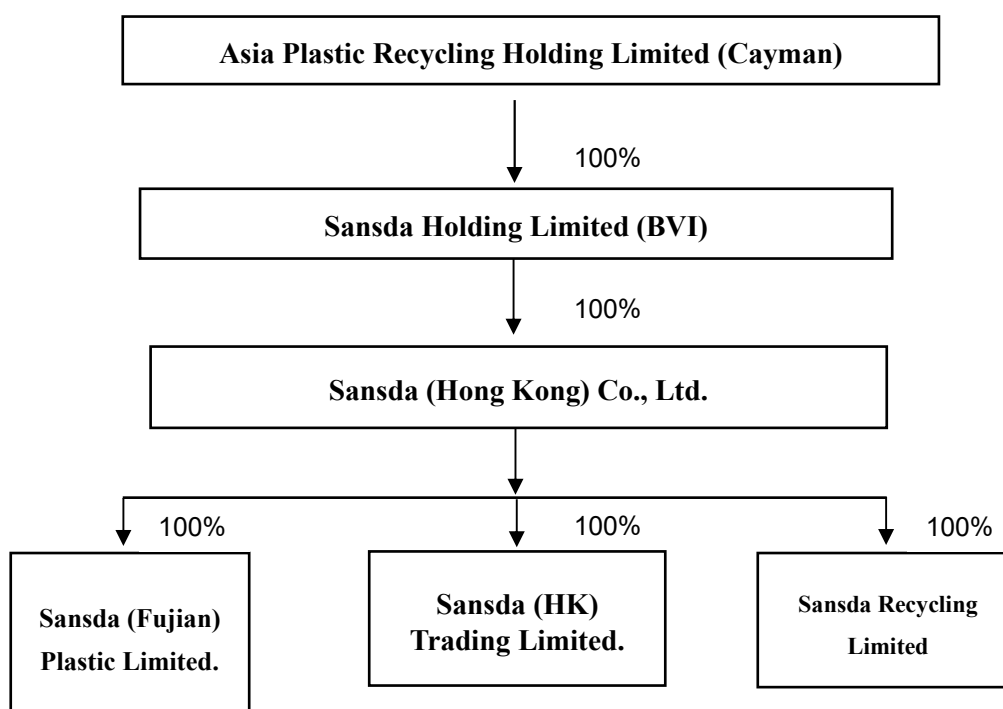 Asia Plastic Recycling Holding Limited (Cayman)
100%
Sansda Holding Limited (BVI)
100%
Sansda (Hong Kong) Co., Ltd.
100%
100%
100%
Sansda (Fujian)
Plastic Limited.
Sansda (HK)
Trading Limited.
Sansda Recycling
Limited